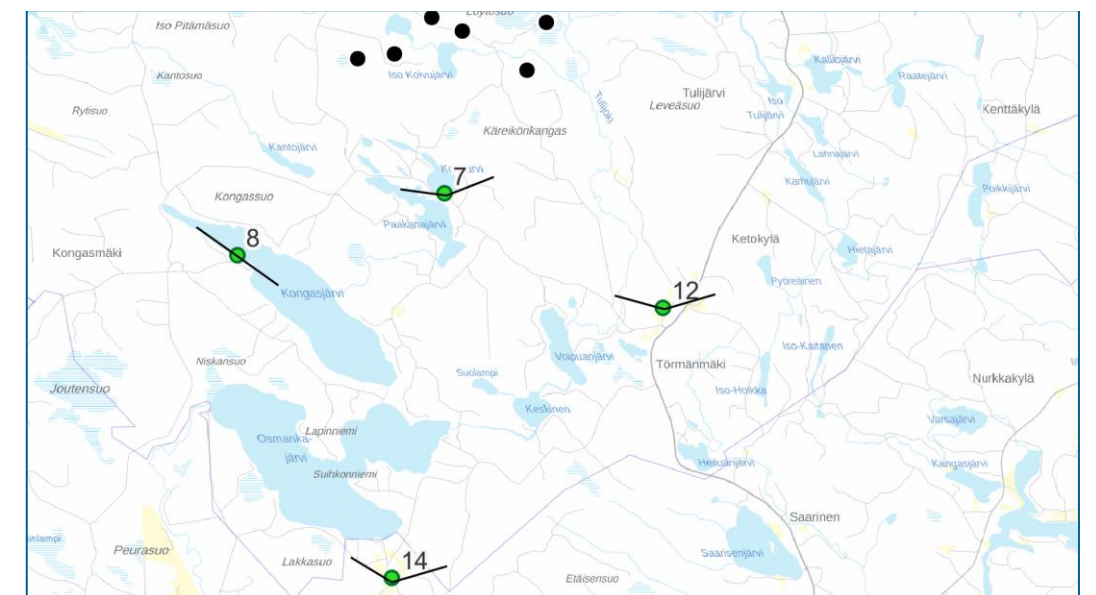 Löytösuo
Iso Pitämäsuo
Kalliojärvi
Kantosuo
Iso Koivujärvi
Raatejärvi
Tulijärvi
Leveäsuo
Iso
Tulijärvi
Kenttäkylä
Rytisuo
Tulijoki
Käreikönkangas
Kantojärvi
Lahnajärvi
7
Karhujärvi
Poikkijärvi
Kongassuo
Paakanajärvi
8
Ketokylä
Kongasmäki
Hietajärvi
Pyöreäinen
Kongasjärvi
12
Iso-Kaitanen
Voipuanjärvi
Niskansuo
Törmänmäki
Suolampi
Nurkkakylä
Joutensuo
Iso-Hoikka
Keskinen
Varsajärvi
Lapinniemi
Osmanka-
järvi
Heiluanjärvi
Kangasjärvi
Suihkonniemi
Saarinen
Peurasuo
Saarisenjärvi
Lakkasuo
14
Etäisensuo